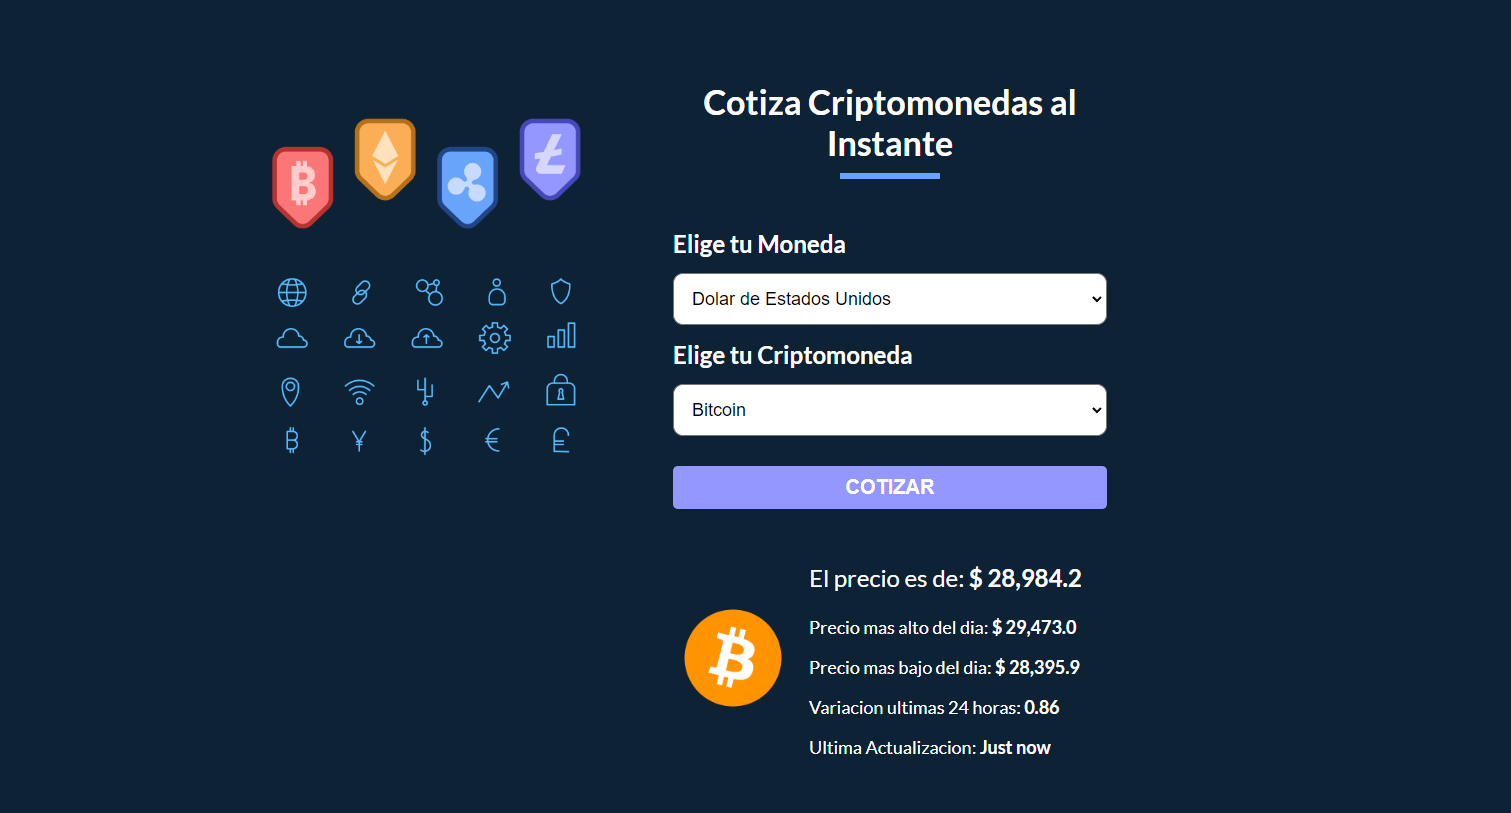 Cotiza Criptomonedas al
Instante
Elige tu Moneda
Dolar de Estados Unidos
Elige tu Criptomoneda
Bitcoin
COTIZAR
El precio es de: $ 28,984.2
Precio mas alto del dia: $ 29,473.0
Precio mas bajo del dia: $ 28,395.9
Variacion ultimas 24 horas: 0.86
Ultima Actualizacion: Just now